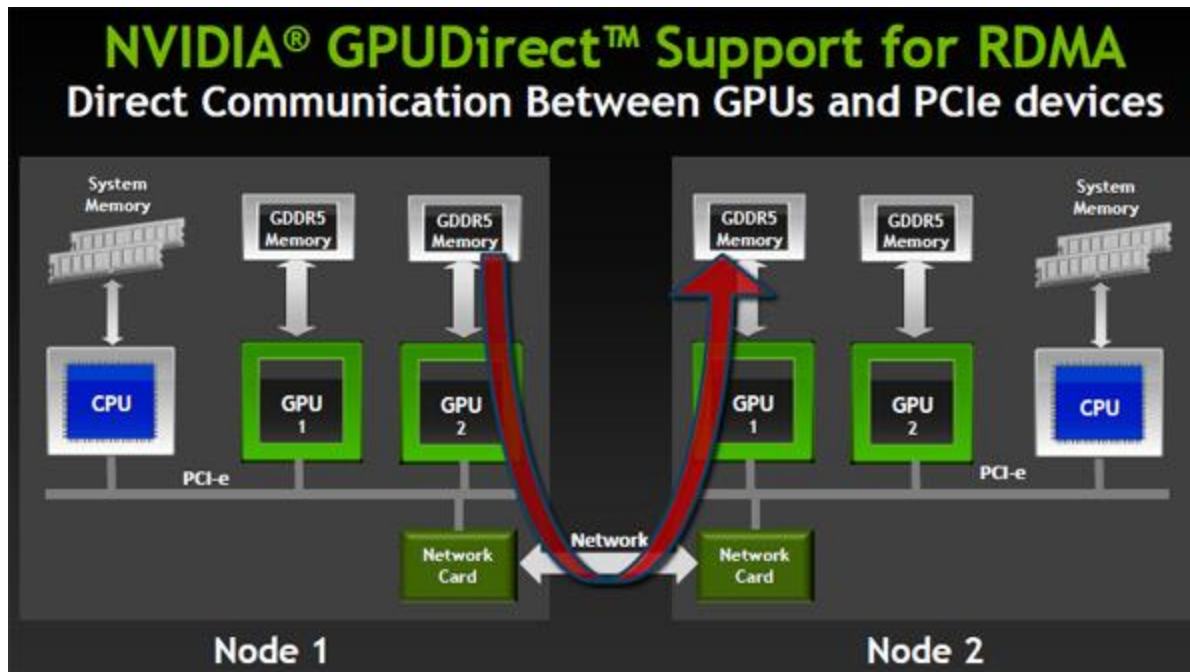 NVIDIA® GPUDirect™ Support for RDMA
Direct Communication Between GPUs and PCIe devices
System
Memory
GDDR5
Memory
GDDR5
Memory
CPU
GPU
1
GPU
2
PCI-e
Network
Card
Node 1
Network
GDDR5
Memory
GDDR5
Memory
System
Memory
GPU
1
GPU
2
CPU
PCI-e
Network
Card
Node 2